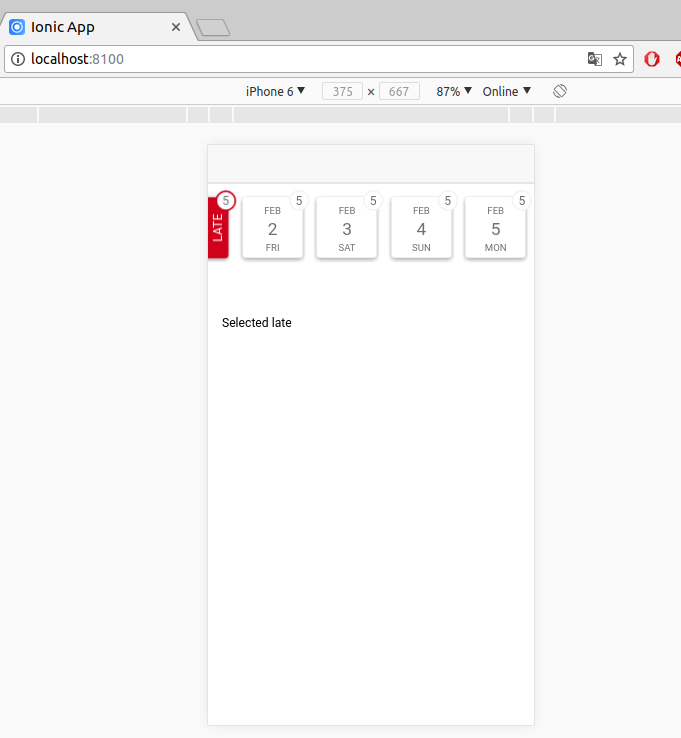 Ionic App
localhost:8100
iPhone 6 ▼ 375 × 667 87% ▼ Online ▼
LATE 5
FEB 2 FRI 5
FEB 3 SAT 5
FEB 4 SUN 5
FEB 5 MON 5
Selected late